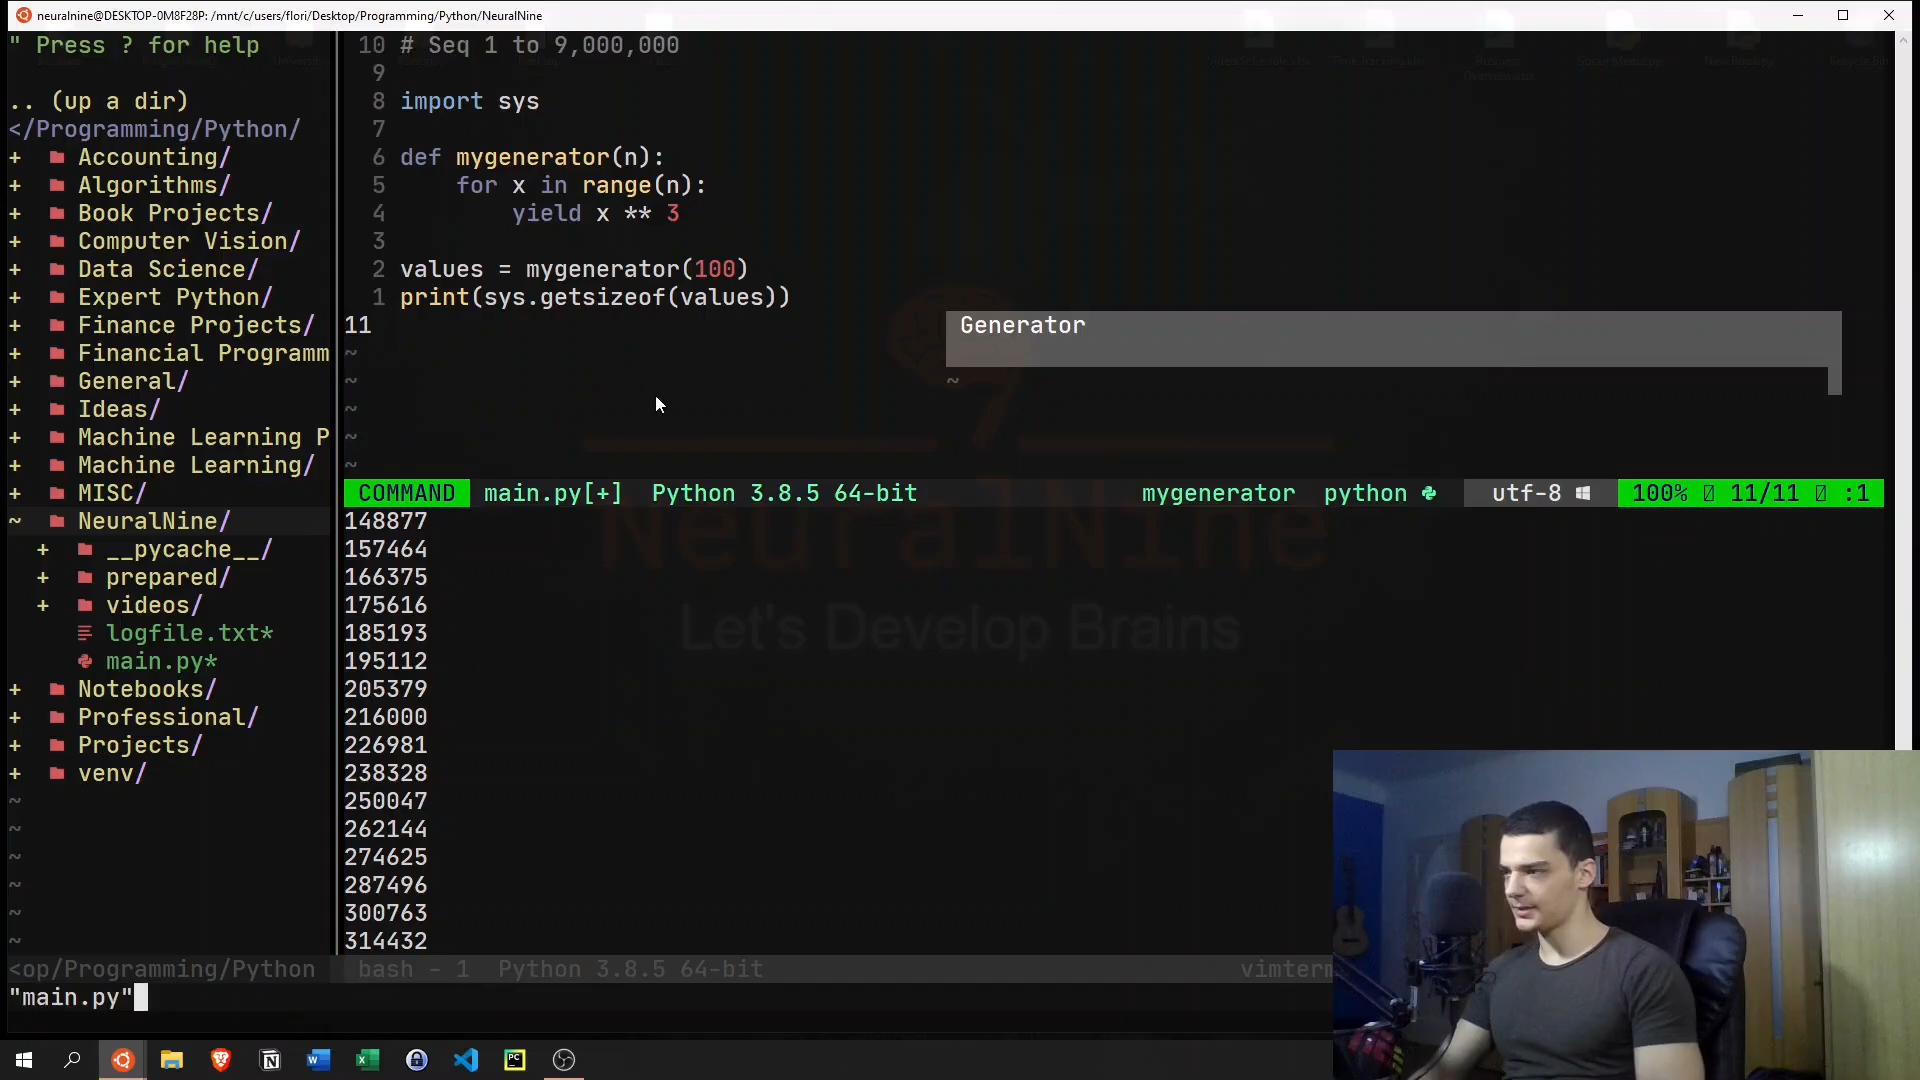 neuralnine@DESKTOP-0M8F28P: /mnt/c/users/flori/Desktop/Programming/Python/NeuralNine
" Press ? for help
.. (up a dir)
</Programming/Python/
+ Accounting/
+ Algorithms/
+ Book Projects/
+ Computer Vision/
+ Data Science/
+ Expert Python/
+ Finance Projects/
+ Financial Programm
+ General/
+ Ideas/
+ Machine Learning P
+ Machine Learning/
+ MISC/
~ NeuralNine/
+ __pycache__/
+ prepared/
+ videos/
logfile.txt*
main.py*
+ Notebooks/
+ Professional/
+ Projects/
+ venv/
~
~
~
~
~
~
<op/Programming/Python
10 # Seq 1 to 9,000,000
9
8 import sys
7
6 def mygenerator(n):
5     for x in range(n):
4         yield x ** 3
3
2 values = mygenerator(100)
1 print(sys.getsizeof(values))
11
~
~
~
~
~
Generator
~
COMMAND main.py[+] Python 3.8.5 64-bit mygenerator python utf-8 100% 11/11 :1
148877
157464
166375
175616
185193
195112
205379
216000
226981
238328
250047
262144
274625
287496
300763
314432
NeuralNine
Let's Develop Brains
bash - 1 Python 3.8.5 64-bit vimterm
"main.py"